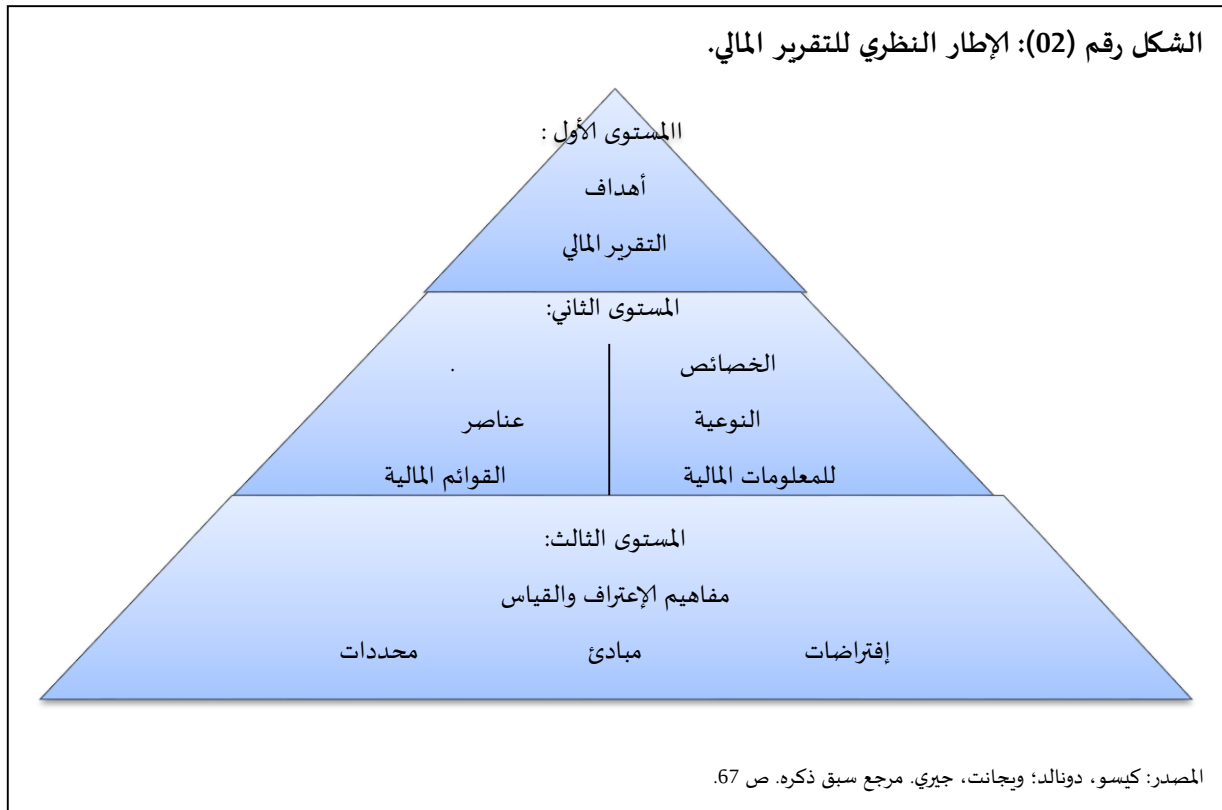 الشكل رقم (02): الإطار النظري للتقرير المالي.
االمستوى الأول :
أهداف
التقرير المالي
المستوى الثاني:
الخصائص
النوعية
للمعلومات المالية
.
عناصر
القوائم المالية
المستوى الثالث:
مفاهيم الإعتراف والقياس
إفتراضات مبادئ محددات
المصدر: كيسو، دونالد؛ ويجانت، جيري. مرجع سبق ذكره. ص 67.